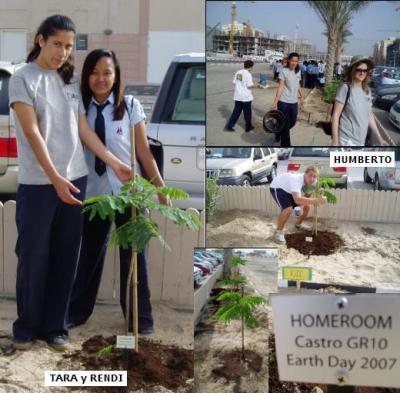 HUMBERTO
TARA y RENDI
HOMEROOM
Castro GR10
Earth Day 2007